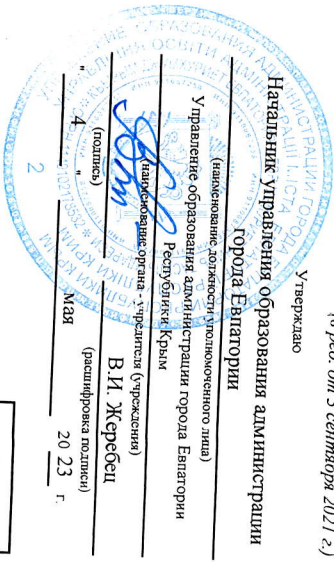 (в ред. от 3 сентября 2021 г.)
Утверждаю
Начальник управления образования администрации
города Евпатории
(наименование должности уполномоченного лица)
Управление образования администрации города Евпатории
Республики Крым
(наименование органа - учредителя (учреждения)
В.И. Жеребец
(подпись) (расшифровка подписи)
" 4 " мая 20 23 г.
2